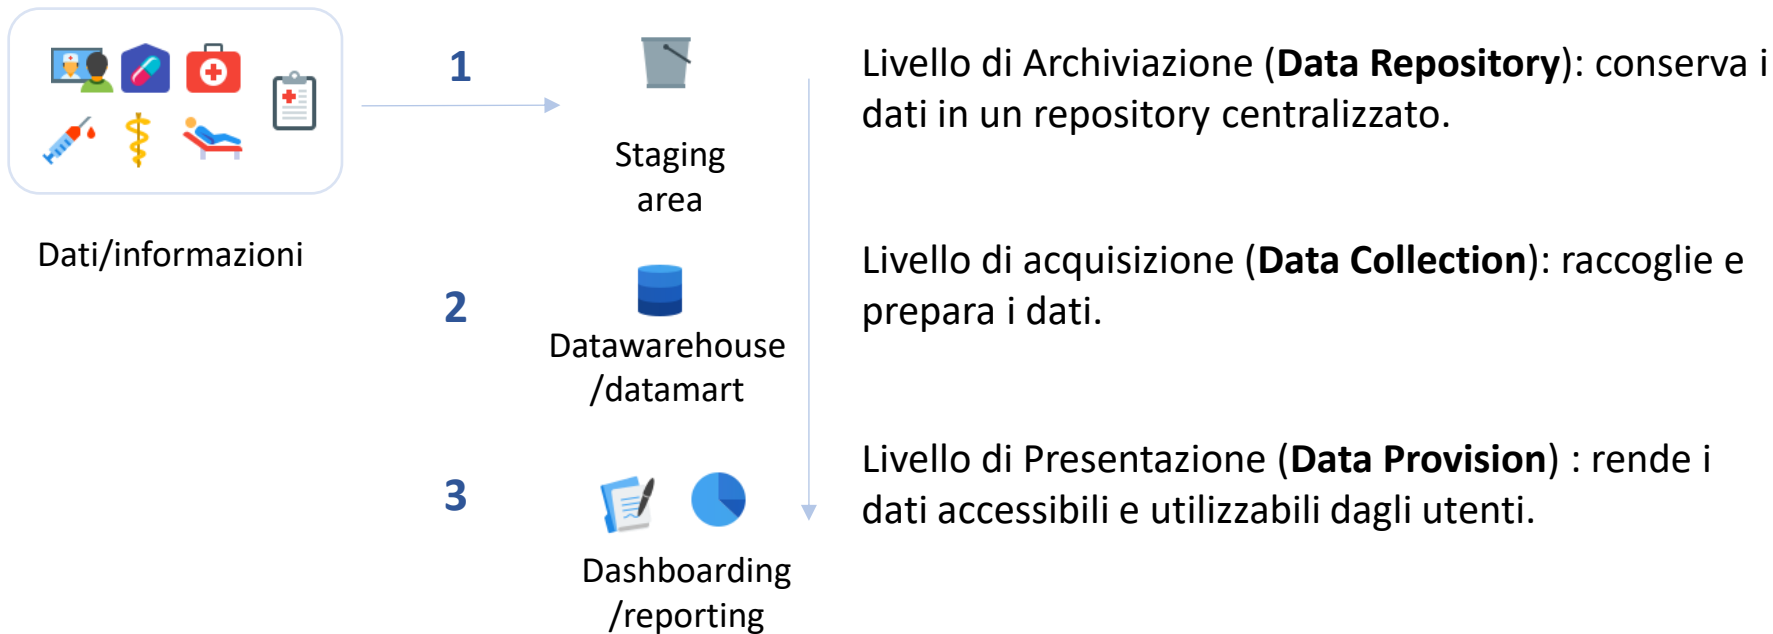 Dati/informazioni
1
Staging
area
Livello di Archiviazione (Data Repository): conserva i
dati in un repository centralizzato.
2
Datawarehouse
/datamart
Livello di acquisizione (Data Collection): raccoglie e
prepara i dati.
3
Dashboarding
/reporting
Livello di Presentazione (Data Provision) : rende i
dati accessibili e utilizzabili dagli utenti.